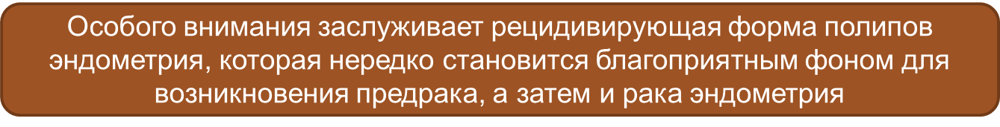 Особого внимания заслуживает рецидивирующая форма полипов
эндометрия, которая нередко становится благоприятным фоном для
возникновения предрака, а затем и рака эндометрия